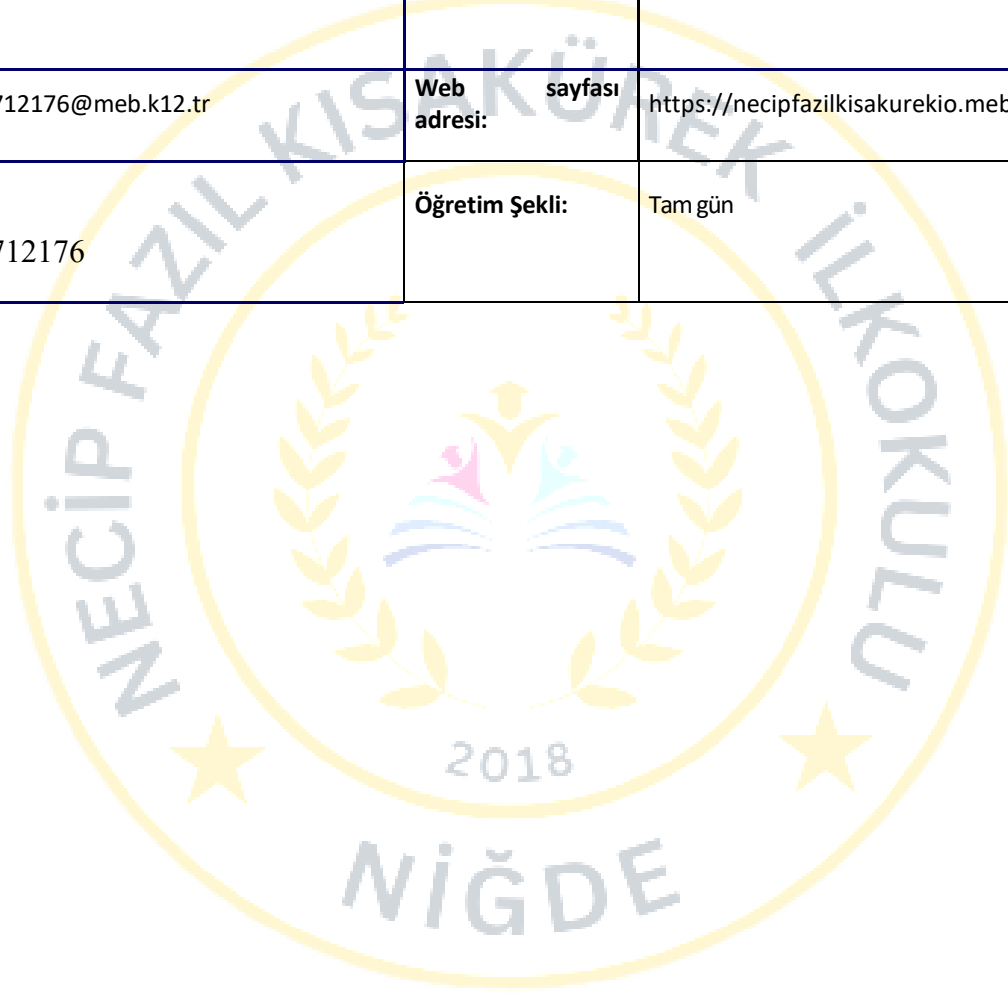 712176@meb.k12.tr
Web sayfası
adresi:
https://necipfazilkisakurekio.meb
712176
Öğretim Şekli:
Tam gün
NECİP FAZIL KISAKÜREK İLKOKULU
2018
NİĞDE